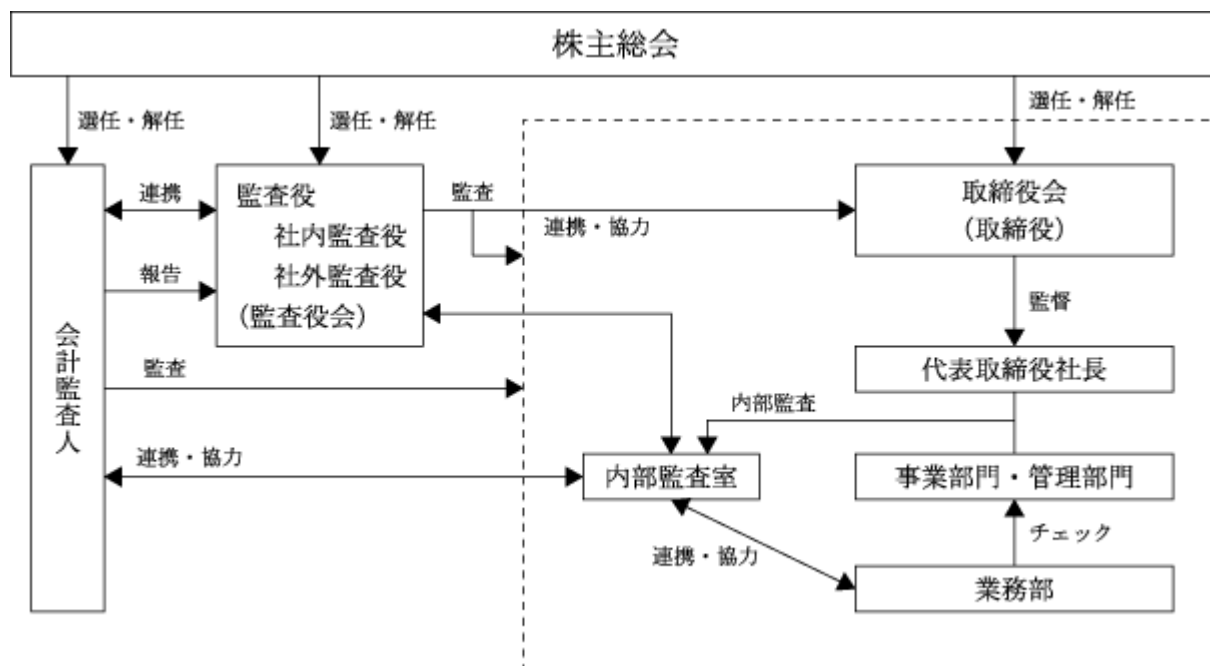 株主総会
選任・解任
選任・解任
選任・解任
連携
監査役
社内監査役
社外監査役
(監査役会)
監査
連携・協力
取締役会
(取締役)
報告
監督
会計監査人
監査
代表取締役社長
内部監査
連携・協力
内部監査室
事業部門・管理部門
チェック
連携・協力
業務部